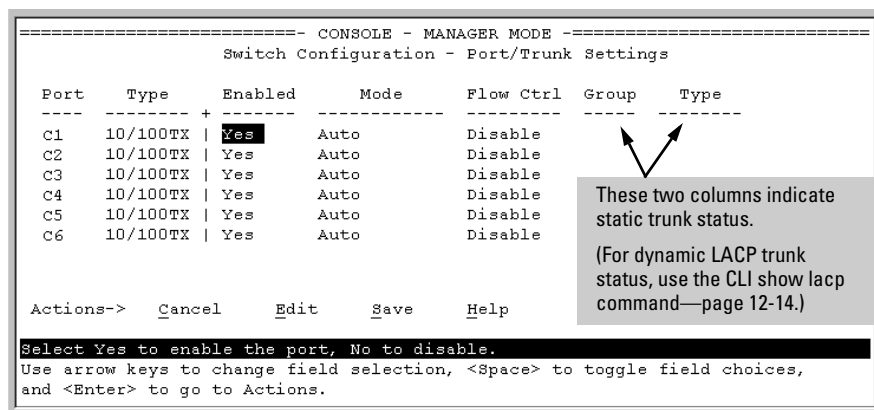 ===========================- CONSOLE - MANAGER MODE -============================
Switch Configuration - Port/Trunk Settings
Port Type Enabled Mode Flow Ctrl Group Type
---- -------- + ------- ------------ --------- ----- --------
C1 10/100TX | Yes Auto Disable
C2 10/100TX | Yes Auto Disable
C3 10/100TX | Yes Auto Disable
C4 10/100TX | Yes Auto Disable
C5 10/100TX | Yes Auto Disable
C6 10/100TX | Yes Auto Disable
These two columns indicate
static trunk status.
(For dynamic LACP trunk
status, use the CLI show lacp
command—page 12-14.)
Actions-> Cancel Edit Save Help
Select Yes to enable the port, No to disable.
Use arrow keys to change field selection, <Space> to toggle field choices,
and <Enter> to go to Actions.